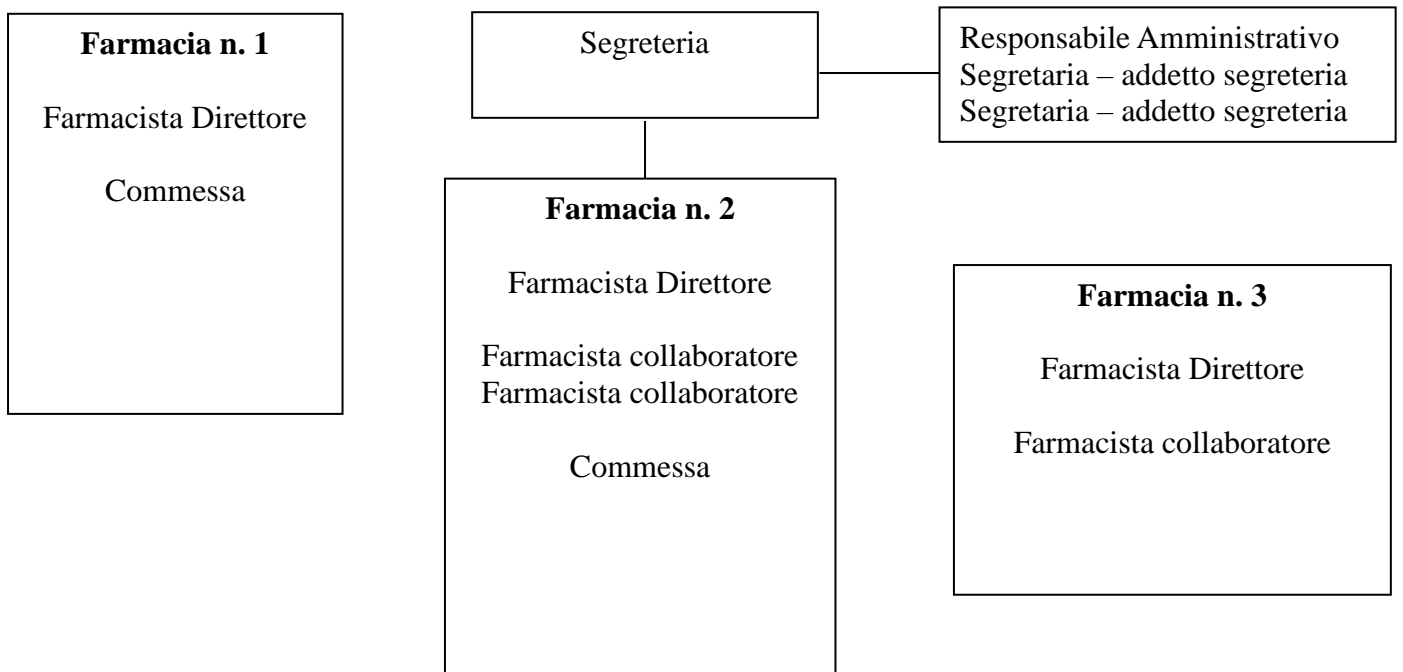 Farmacia n. 1
Farmacista Direttore
Commessa
Segreteria
Responsabile Amministrativo
Segretaria – addetto segreteria
Segretaria – addetto segreteria
Farmacia n. 2
Farmacista Direttore
Farmacista collaboratore
Farmacista collaboratore
Commessa
Farmacia n. 3
Farmacista Direttore
Farmacista collaboratore